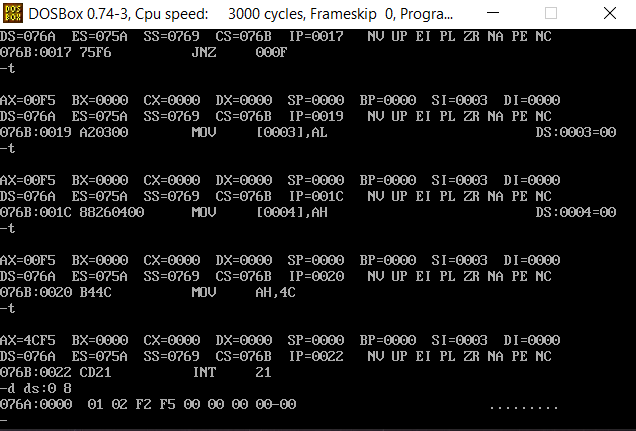 DOS BOX DOSBox 0.74-3, Cpu speed: 3000 cycles, Frameskip 0, Progra...
DS=076A ES=075A SS=0769 CS=076B IP=0017 NV UP EI PL ZR NA PE NC
076B:0017 75F6 JNZ 000F
-t
AX=00F5 BX=0000 CX=0000 DX=0000 SP=0000 BP=0000 SI=0003 DI=0000
DS=076A ES=075A SS=0769 CS=076B IP=0019 NV UP EI PL ZR NA PE NC
076B:0019 A20300 MOV [0003],AL DS:0003=00
-t
AX=00F5 BX=0000 CX=0000 DX=0000 SP=0000 BP=0000 SI=0003 DI=0000
DS=076A ES=075A SS=0769 CS=076B IP=001C NV UP EI PL ZR NA PE NC
076B:001C 88260400 MOV [0004],AH DS:0004=00
-t
AX=00F5 BX=0000 CX=0000 DX=0000 SP=0000 BP=0000 SI=0003 DI=0000
DS=076A ES=075A SS=0769 CS=076B IP=0020 NV UP EI PL ZR NA PE NC
076B:0020 B44C MOV AH,4C
-t
AX=4CF5 BX=0000 CX=0000 DX=0000 SP=0000 BP=0000 SI=0003 DI=0000
DS=076A ES=075A SS=0769 CS=076B IP=0022 NV UP EI PL ZR NA PE NC
076B:0022 CD21 INT 21
-d ds:0 8
076A:0000 01 02 F2 F5 00 00 00 00-00 .........
-